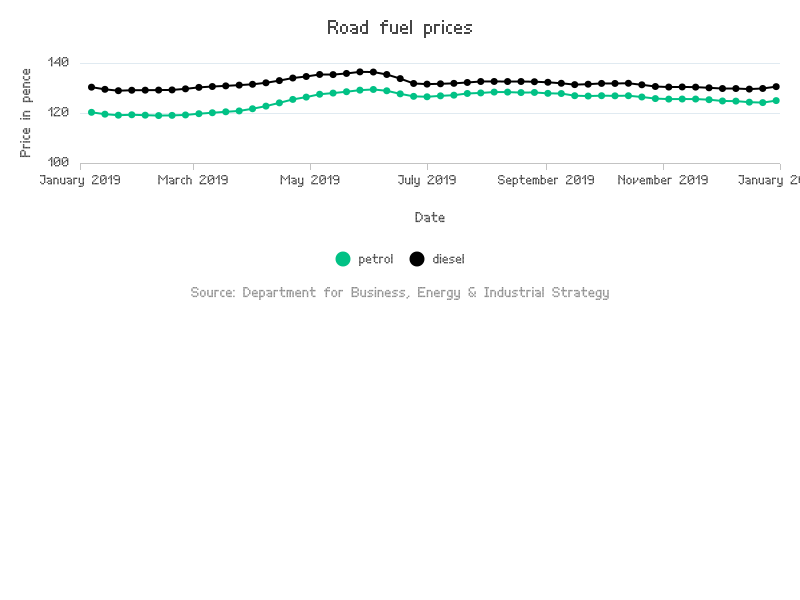 Road fuel prices
140
120
100
Price in pence
January 2019 March 2019 May 2019 July 2019 September 2019 November 2019 January 2
Date
petrol diesel
Source: Department for Business, Energy & Industrial Strategy